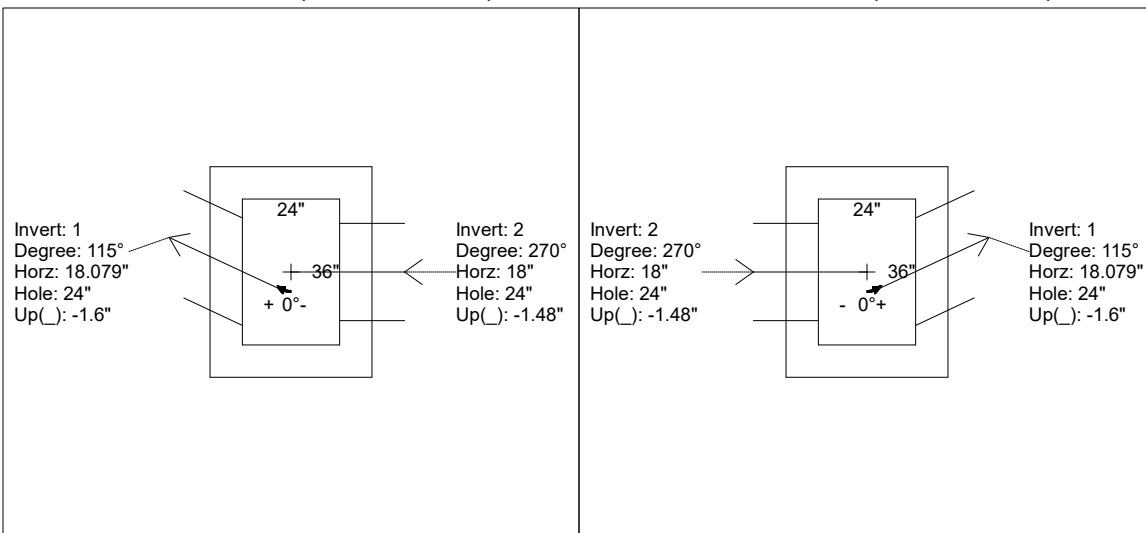 24"
Invert: 1
Degree: 115°
Horz: 18.079"
Hole: 24"
Up(_): -1.6"
36"
+ 0°-
Invert: 2
Degree: 270°
Horz: 18"
Hole: 24"
Up(_): -1.48"
Invert: 2
Degree: 270°
Horz: 18"
Hole: 24"
Up(_): -1.48"
24"
36"
- 0°+
Invert: 1
Degree: 115°
Horz: 18.079"
Hole: 24"
Up(_): -1.6"